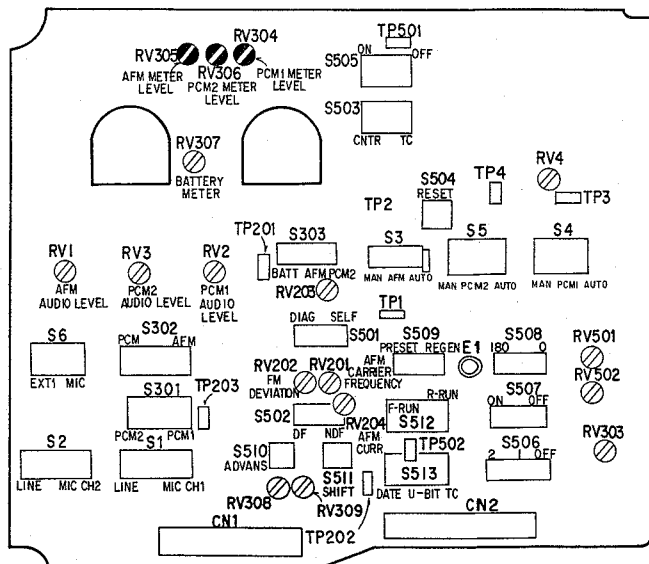 TP501
ON OFF
S505
RV304
RV305
RV306
AFM METER LEVEL
PCM2 METER LEVEL
PCM1 METER LEVEL
S503
CNTR TC
RV307
BATTERY METER
RV4
TP4
TP3
S504
RESET
TP2
TP201
S303
BATT AFM PCM2
S3
MAN AFM AUTO
S5
MAN PCM2 AUTO
S4
MAN PCM1 AUTO
RV1
AFM AUDIO LEVEL
RV3
PCM2 AUDIO LEVEL
RV2
PCM1 AUDIO LEVEL
RV203
TP1
DIAG SELF
S501
S6
EXT1 MIC
S302
PCM AFM
S509
PRESET REGEN
E1
S508
180 0
RV501
RV502
RV202
RV201
FM DEVIATION
AFM CARRIER FREQUENCY
S301
PCM2 PCM1
TP203
S502
DF NDF
RV204
AFM CURR
R-RUN
F-RUN
S512
S507
ON OFF
RV303
S2
LINE MIC CH2
S1
LINE MIC CH1
S510
ADVANS
S511
SHIFT
TP502
S513
DATE U-BIT TC
S506
2 1 OFF
RV308
RV309
TP202
CN1
CN2